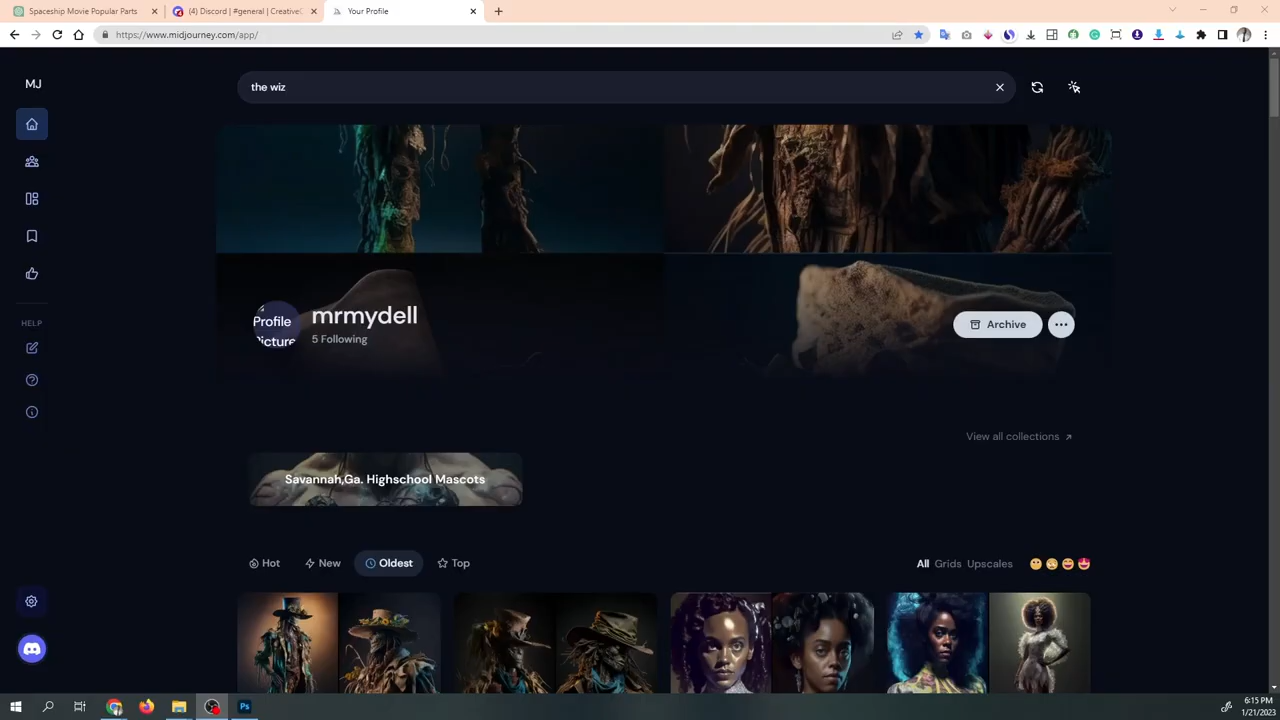 Spaceship Movie Popular Parts
(4) Discord | #general | CreativeC
Your Profile
https://www.midjourney.com/app/
MJ
the wiz
Profile Picture
mrmydell
5 Following
Archive
View all collections
Savannah,Ga. Highschool Mascots
Hot New Oldest Top
All Grids Upscales
HELP
Ps
6:15 PM
1/21/2023